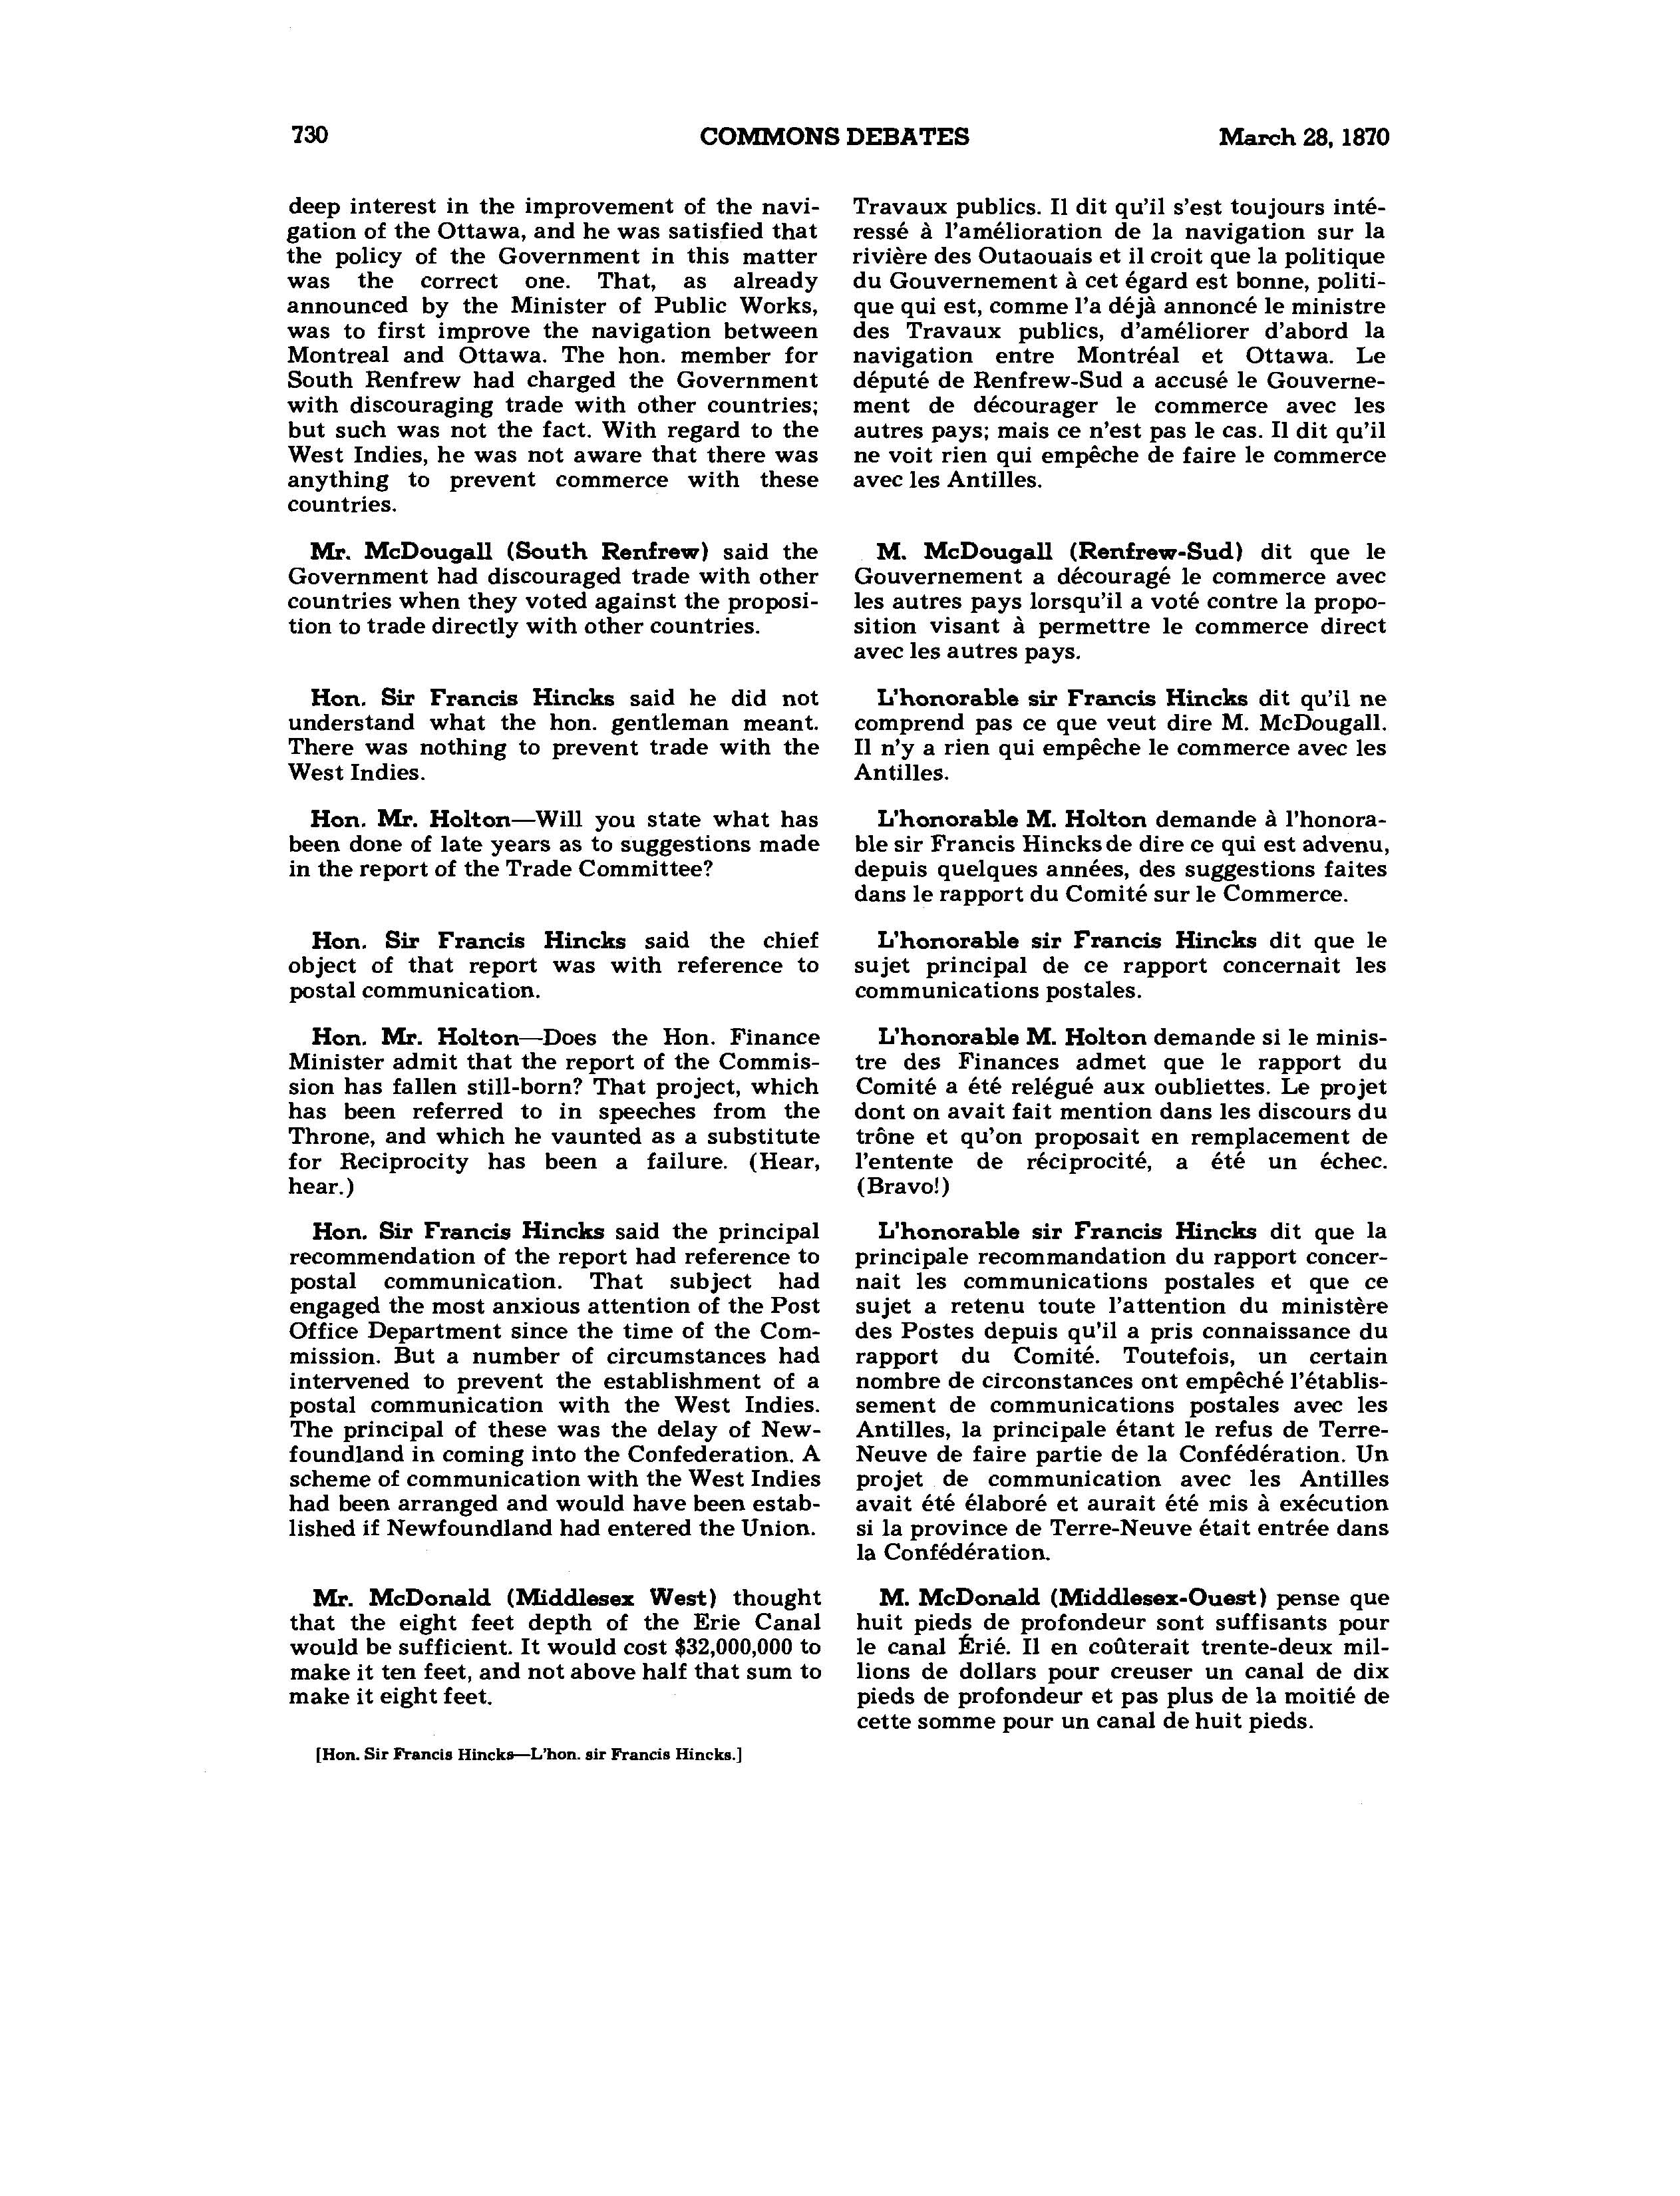 730
COMMONS DEBATES
March 28, 1870
deep interest in the improvement of the navi-
gation of the Ottawa, and he was satisfied that
the policy of the Government in this matter
was the correct one. That, as already
announced by the Minister of Public Works,
was to first improve the navigation between
Montreal and Ottawa. The hon. member for
South Renfrew had charged the Government
with discouraging trade with other countries;
but such was not the fact. With regard to the
West Indies, he was not aware that there was
anything to prevent commerce with these
countries.
Mr. McDougall (South Renfrew) said the
Government had discouraged trade with other
countries when they voted against the proposi-
tion to trade directly with other countries.
Hon. Sir Francis Hincks said he did not
understand what the hon. gentleman meant.
There was nothing to prevent trade with the
West Indies.
Hon. Mr. Holton—Will you state what has
been done of late years as to suggestions made
in the report of the Trade Committee?
Hon. Sir Francis Hincks said the chief
object of that report was with reference to
postal communication.
Hon. Mr. Holton—Does the Hon. Finance
Minister admit that the report of the Commis-
sion has fallen still-born? That project, which
has been referred to in speeches from the
Throne, and which he vaunted as a substitute
for Reciprocity has been a failure. (Hear,
hear.)
Hon. Sir Francis Hincks said the principal
recommendation of the report had reference to
postal communication. That subject had
engaged the most anxious attention of the Post
Office Department since the time of the Com-
mission. But a number of circumstances had
intervened to prevent the establishment of a
postal communication with the West Indies.
The principal of these was the delay of New-
foundland in coming into the Confederation. A
scheme of communication with the West Indies
had been arranged and would have been estab-
lished if Newfoundland had entered the Union.
Mr. McDonald (Middlesex West) thought
that the eight feet depth of the Erie Canal
would be sufficient. It would cost $32,000,000 to
make it ten feet, and not above half that sum to
make it eight feet.
[Hon. Sir Francis Hincks—L'hon. sir Francis Hincks.]
Travaux publics. Il dit qu'il s'est toujours inté-
ressé à l'amélioration de la navigation sur la
rivière des Outaouais et il croit que la politique
du Gouvernement à cet égard est bonne, politi-
que qui est, comme l'a déjà annoncé le ministre
des Travaux publics, d'améliorer d'abord la
navigation entre Montréal et Ottawa. Le
député de Renfrew-Sud a accusé le Gouverne-
ment de décourager le commerce avec les
autres pays; mais ce n'est pas le cas. Il dit qu'il
ne voit rien qui empêche de faire le commerce
avec les Antilles.
M. McDougall (Renfrew-Sud) dit que le
Gouvernement a découragé le commerce avec
les autres pays lorsqu'il a voté contre la propo-
sition visant à permettre le commerce direct
avec les autres pays.
L'honorable sir Francis Hincks dit qu'il ne
comprend pas ce que veut dire M. McDougall.
Il n'y a rien qui empêche le commerce avec les
Antilles.
L'honorable M. Holton demande à l'honora-
ble sir Francis Hincks de dire ce qui est advenu,
depuis quelques années, des suggestions faites
dans le rapport du Comité sur le Commerce.
L'honorable sir Francis Hincks dit que le
sujet principal de ce rapport concernait les
communications postales.
L'honorable M. Holton demande si le minis-
tre des Finances admet que le rapport du
Comité a été relégué aux oubliettes. Le projet
dont on avait fait mention dans les discours du
trône et qu'on proposait en remplacement de
l'entente de réciprocité, a été un échec.
(Bravo!)
L'honorable sir Francis Hincks dit que la
principale recommandation du rapport concer-
nait les communications postales et que ce
sujet a retenu toute l'attention du ministère
des Postes depuis qu'il a pris connaissance du
rapport du Comité. Toutefois, un certain
nombre de circonstances ont empêché l'établis-
sement de communications postales avec les
Antilles, la principale étant le refus de Terre-
Neuve de faire partie de la Confédération. Un
projet de communication avec les Antilles
avait été élaboré et aurait été mis à exécution
si la province de Terre-Neuve était entrée dans
la Confédération.
M. McDonald (Middlesex-Ouest) pense que
huit pieds de profondeur sont suffisants pour
le canal Érié. Il en coûterait trente-deux mil-
lions de dollars pour creuser un canal de dix
pieds de profondeur et pas plus de la moitié de
cette somme pour un canal de huit pieds.